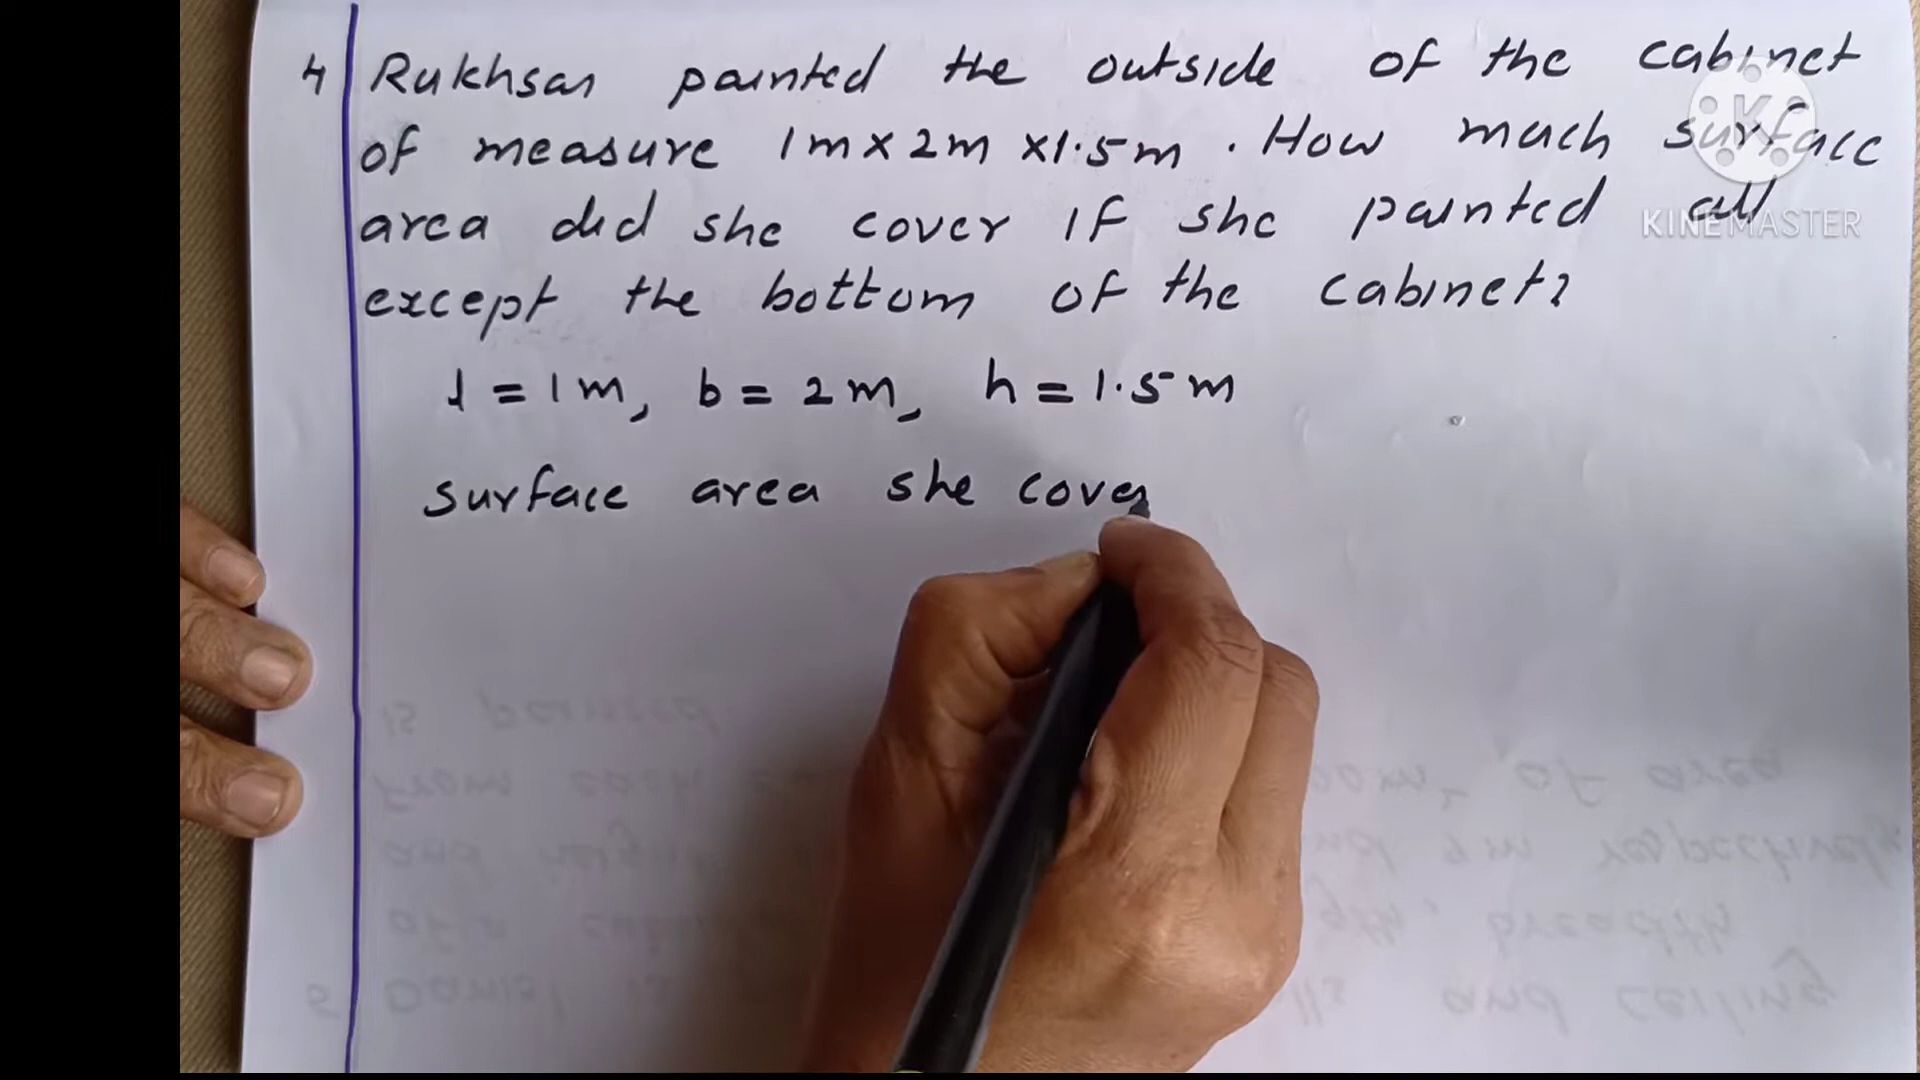 4 Rukhsar painted the outside of the cabinet
of measure 1m x 2m x 1.5m. How much surface
area did she cover if she painted all
except the bottom of the cabinet?
l = 1m, b = 2m, h = 1.5m
surface area she cover
KINEMASTER